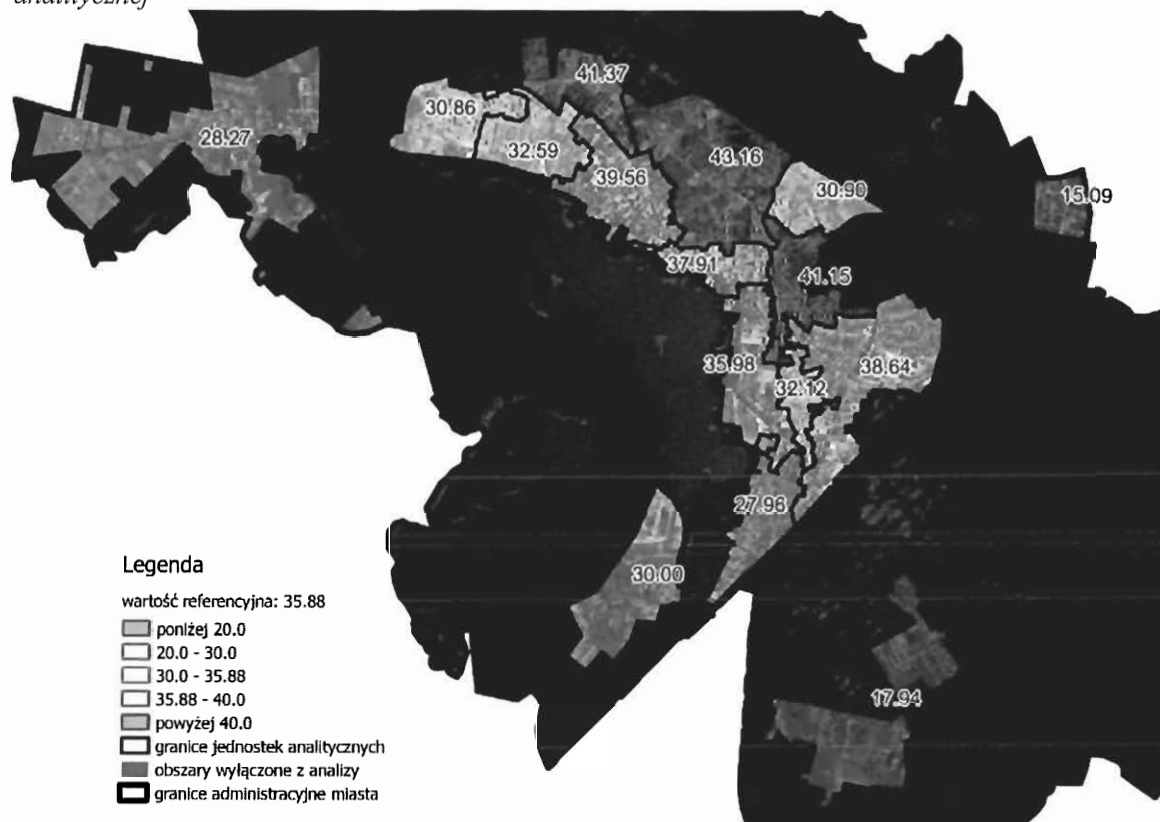 analitycznej
41.37
30.86
28.27
32.59
43.16
39.56
30.90
15.09
37.91
41.15
35.98
38.64
32.12
27.96
30.00
17.94
Legenda
wartość referencyjna: 35.88
poniżej 20.0
20.0 - 30.0
30.0 - 35.88
35.88 - 40.0
powyżej 40.0
granice jednostek analitycznych
obszary wyłączone z analizy
granice administracyjne miasta